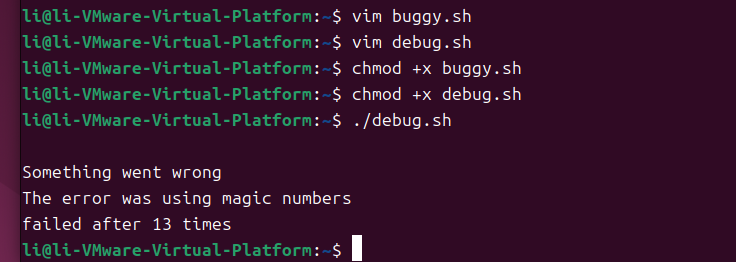 li@li-VMware-Virtual-Platform:~$ vim buggy.sh
li@li-VMware-Virtual-Platform:~$ vim debug.sh
li@li-VMware-Virtual-Platform:~$ chmod +x buggy.sh
li@li-VMware-Virtual-Platform:~$ chmod +x debug.sh
li@li-VMware-Virtual-Platform:~$ ./debug.sh
Something went wrong
The error was using magic numbers
failed after 13 times
li@li-VMware-Virtual-Platform:~$